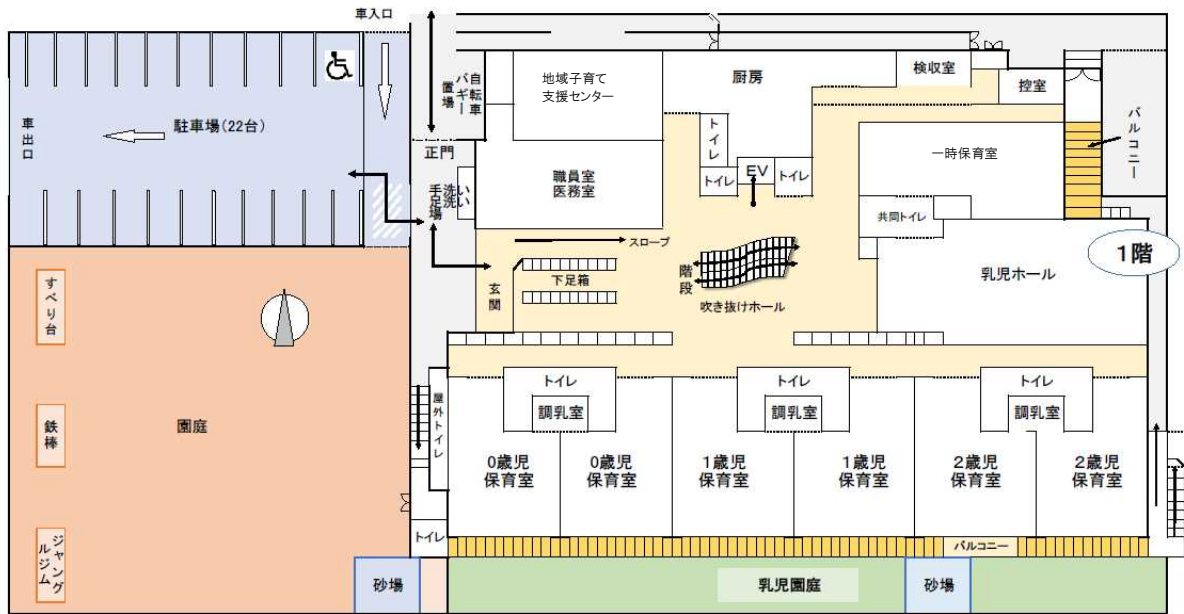 車入口
自転車
バギー
置場
地域子育て
支援センター
厨房
検収室
控室
バルコニー
車出口
駐車場(22台)
正門
手洗い
足洗い
場
職員室
医務室
トイレ
トイレ
EV
トイレ
一時保育室
共同トイレ
1階
スロープ
乳児ホール
玄関
下足箱
階段
吹き抜けホール
すべり台
鉄棒
ジャング
ルジム
園庭
屋外トイレ
トイレ
調乳室
トイレ
調乳室
トイレ
調乳室
0歳児
保育室
0歳児
保育室
1歳児
保育室
1歳児
保育室
2歳児
保育室
2歳児
保育室
トイレ
バルコニー
砂場
乳児園庭
砂場